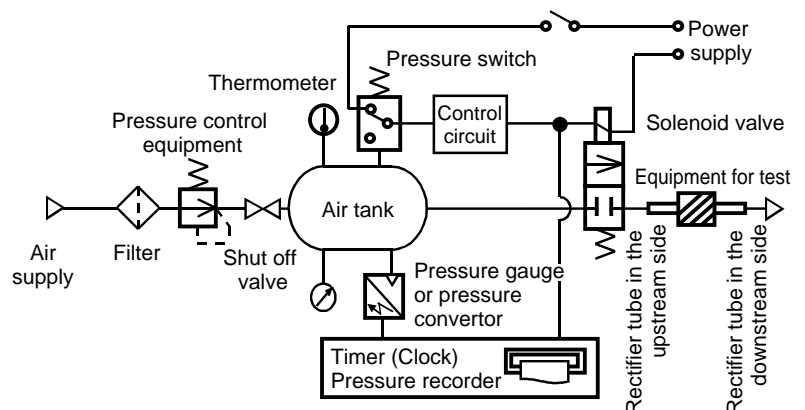 Power
supply
Pressure switch
Thermometer
Control
circuit
Solenoid valve
Pressure control
equipment
Equipment for test
Air tank
Air
supply
Filter
Shut off
valve
Pressure gauge
or pressure
convertor
Rectifier tube in the
upstream side
Rectifier tube in the
downstream side
Timer (Clock)
Pressure recorder